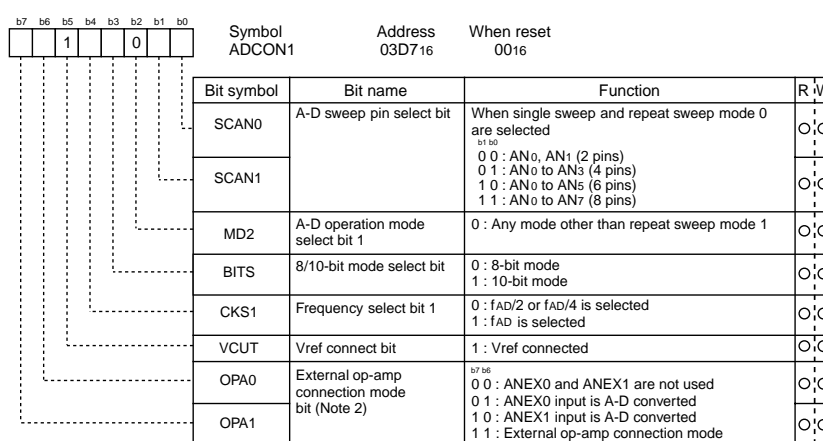 b7 b6 b5 b4 b3 b2 b1 b0
1 0
Symbol Address When reset
ADCON1 03D716 0016
Bit symbol Bit name Function R W
SCAN0 A-D sweep pin select bit When single sweep and repeat sweep mode 0
are selected
b1 b0
0 0 : AN0, AN1 (2 pins)
0 1 : AN0 to AN3 (4 pins)
SCAN1 1 0 : AN0 to AN5 (6 pins)
1 1 : AN0 to AN7 (8 pins)
MD2 A-D operation mode
select bit 1 0 : Any mode other than repeat sweep mode 1
BITS 8/10-bit mode select bit 0 : 8-bit mode
1 : 10-bit mode
CKS1 Frequency select bit 1 0 : fAD/2 or fAD/4 is selected
1 : fAD is selected
VCUT Vref connect bit 1 : Vref connected
OPA0 External op-amp
connection mode
bit (Note 2) b7 b6
0 0 : ANEX0 and ANEX1 are not used
0 1 : ANEX0 input is A-D converted
OPA1 1 0 : ANEX1 input is A-D converted
1 1 : External op-amp connection mode